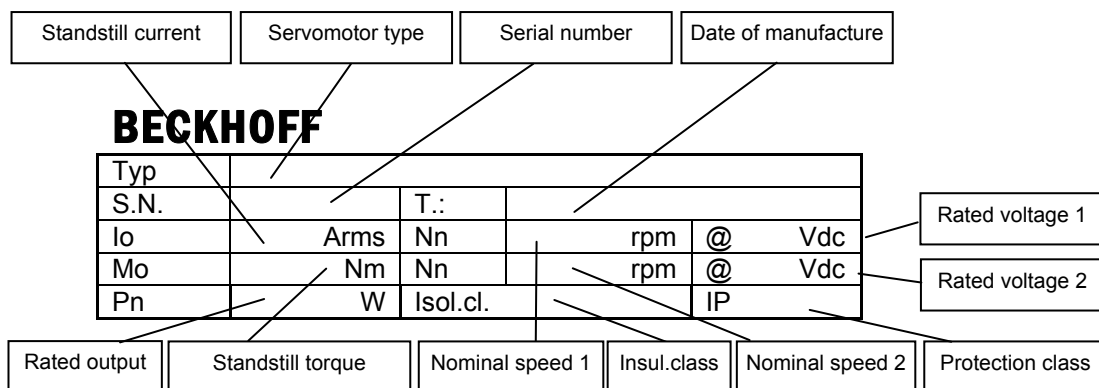 Standstill current Servomotor type Serial number Date of manufacture
BECKHOFF
Typ
S.N. T.:
Io Arms Nn rpm @ Vdc
Rated voltage 1
Mo Nm Nn rpm @ Vdc
Rated voltage 2
Pn W Isol.cl. IP
Rated output Standstill torque Nominal speed 1 Insul.class Nominal speed 2 Protection class